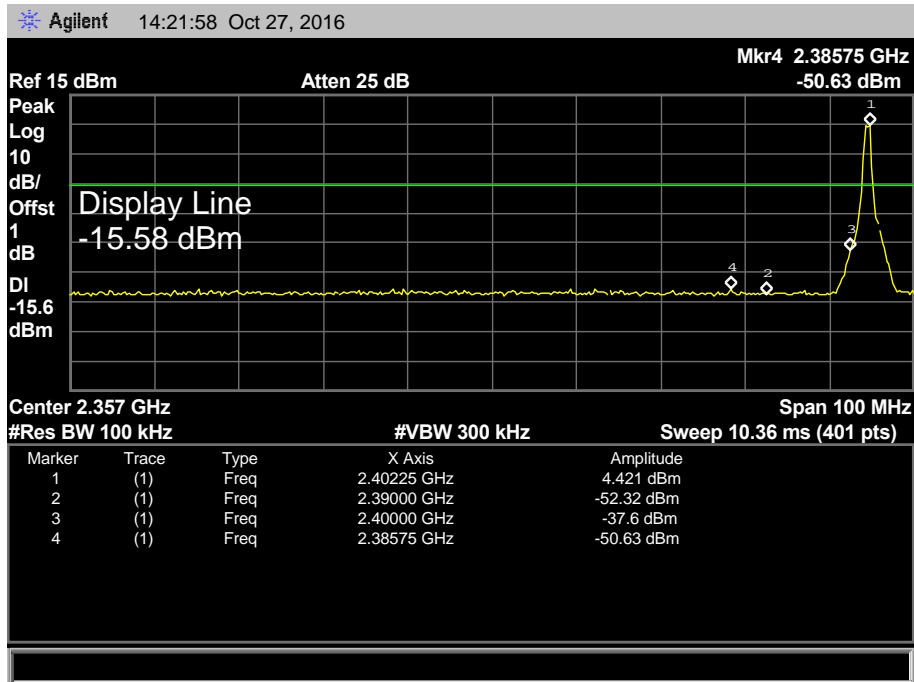 Agilent 14:21:58 Oct 27, 2016
Mkr4 2.38575 GHz
Ref 15 dBm Atten 25 dB -50.63 dBm
Peak
Log
10
dB/
Offst
1
dB
DI
-15.6
dBm
Display Line
-15.58 dBm
1
3
4
2
Center 2.357 GHz Span 100 MHz
#Res BW 100 kHz #VBW 300 kHz Sweep 10.36 ms (401 pts)
Marker Trace Type X Axis Amplitude
1 (1) Freq 2.40225 GHz 4.421 dBm
2 (1) Freq 2.39000 GHz -52.32 dBm
3 (1) Freq 2.40000 GHz -37.6 dBm
4 (1) Freq 2.38575 GHz -50.63 dBm